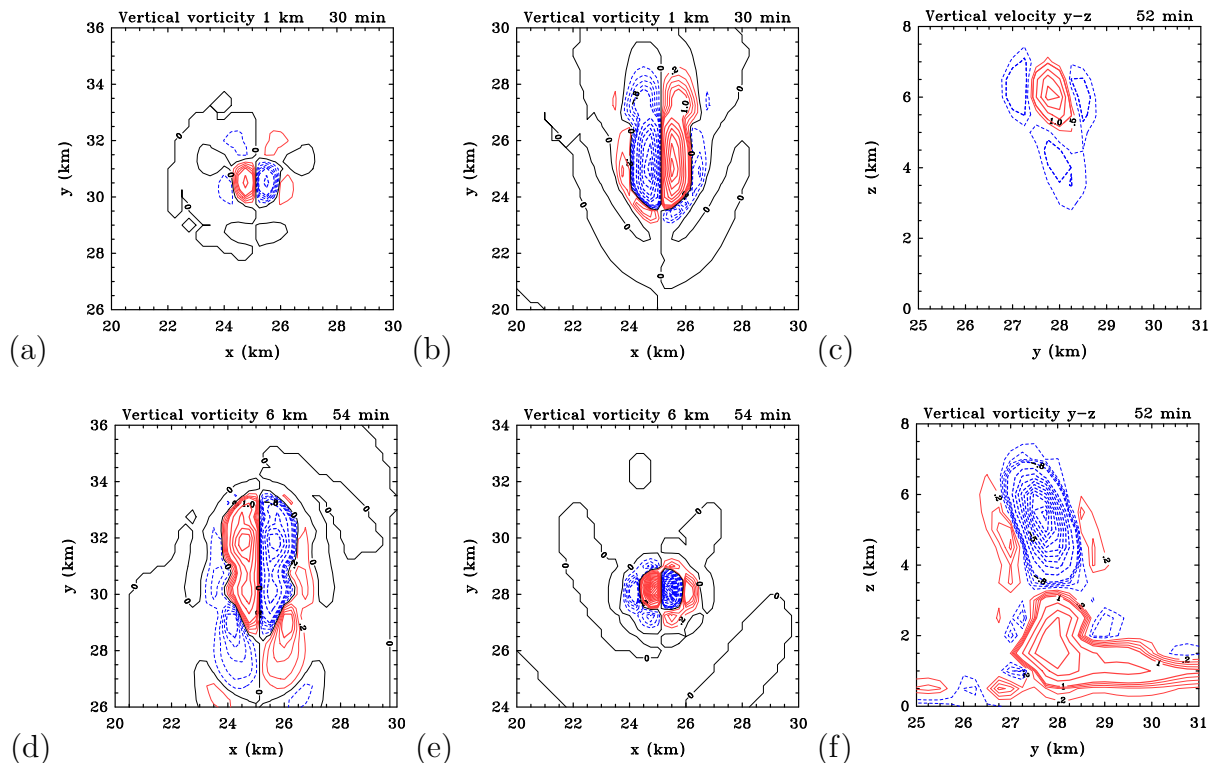 Vertical vorticity 1 km 30 min
Vertical vorticity 1 km 30 min
Vertical velocity y-z 52 min
36
34
32
30
28
26
y (km)
20 22 24 26 28 30
x (km)
(a)
30
28
26
24
22
20
y (km)
20 22 24 26 28 30
x (km)
(b)
8
6
4
2
0
z (km)
25 26 27 28 29 30 31
y (km)
(c)
Vertical vorticity 6 km 54 min
Vertical vorticity 6 km 54 min
Vertical vorticity y-z 52 min
36
34
32
30
28
26
y (km)
20 22 24 26 28 30
x (km)
(d)
34
32
30
28
26
24
y (km)
20 22 24 26 28 30
x (km)
(e)
8
6
4
2
0
z (km)
25 26 27 28 29 30 31
y (km)
(f)